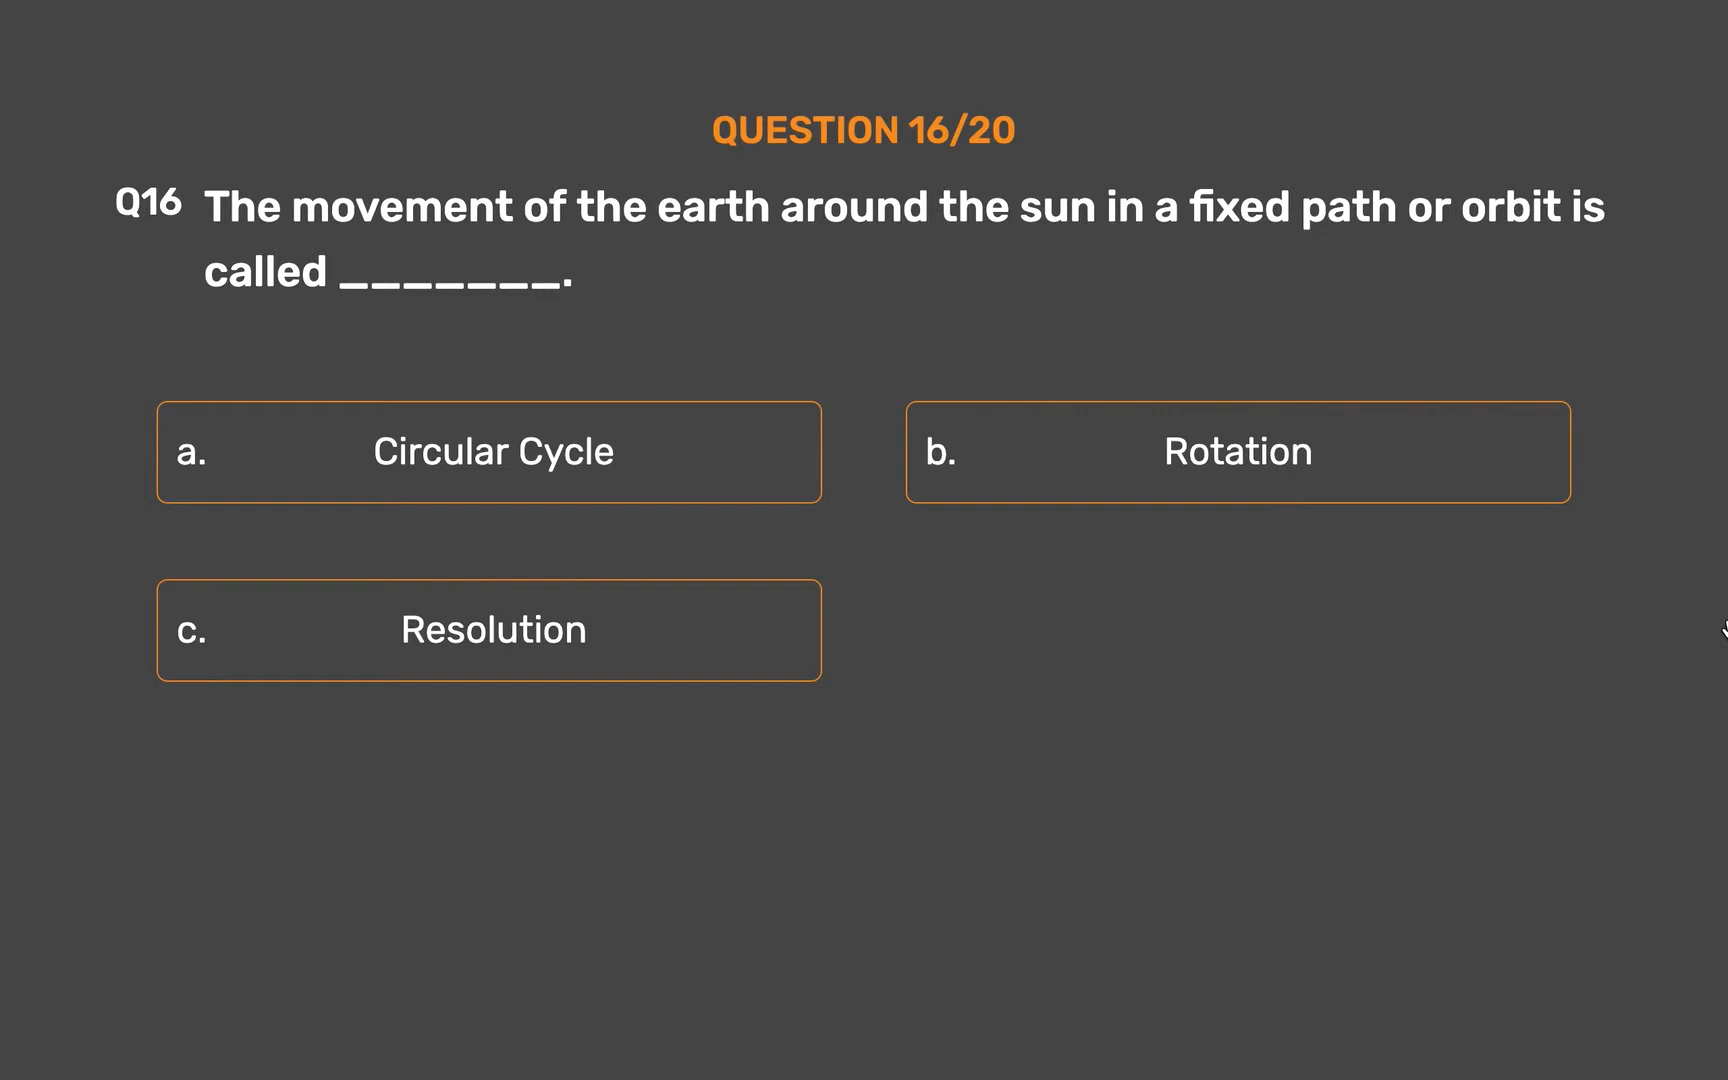 QUESTION 16/20
Q16 The movement of the earth around the sun in a fixed path or orbit is
called _______.
a. Circular Cycle
b. Rotation
c. Resolution